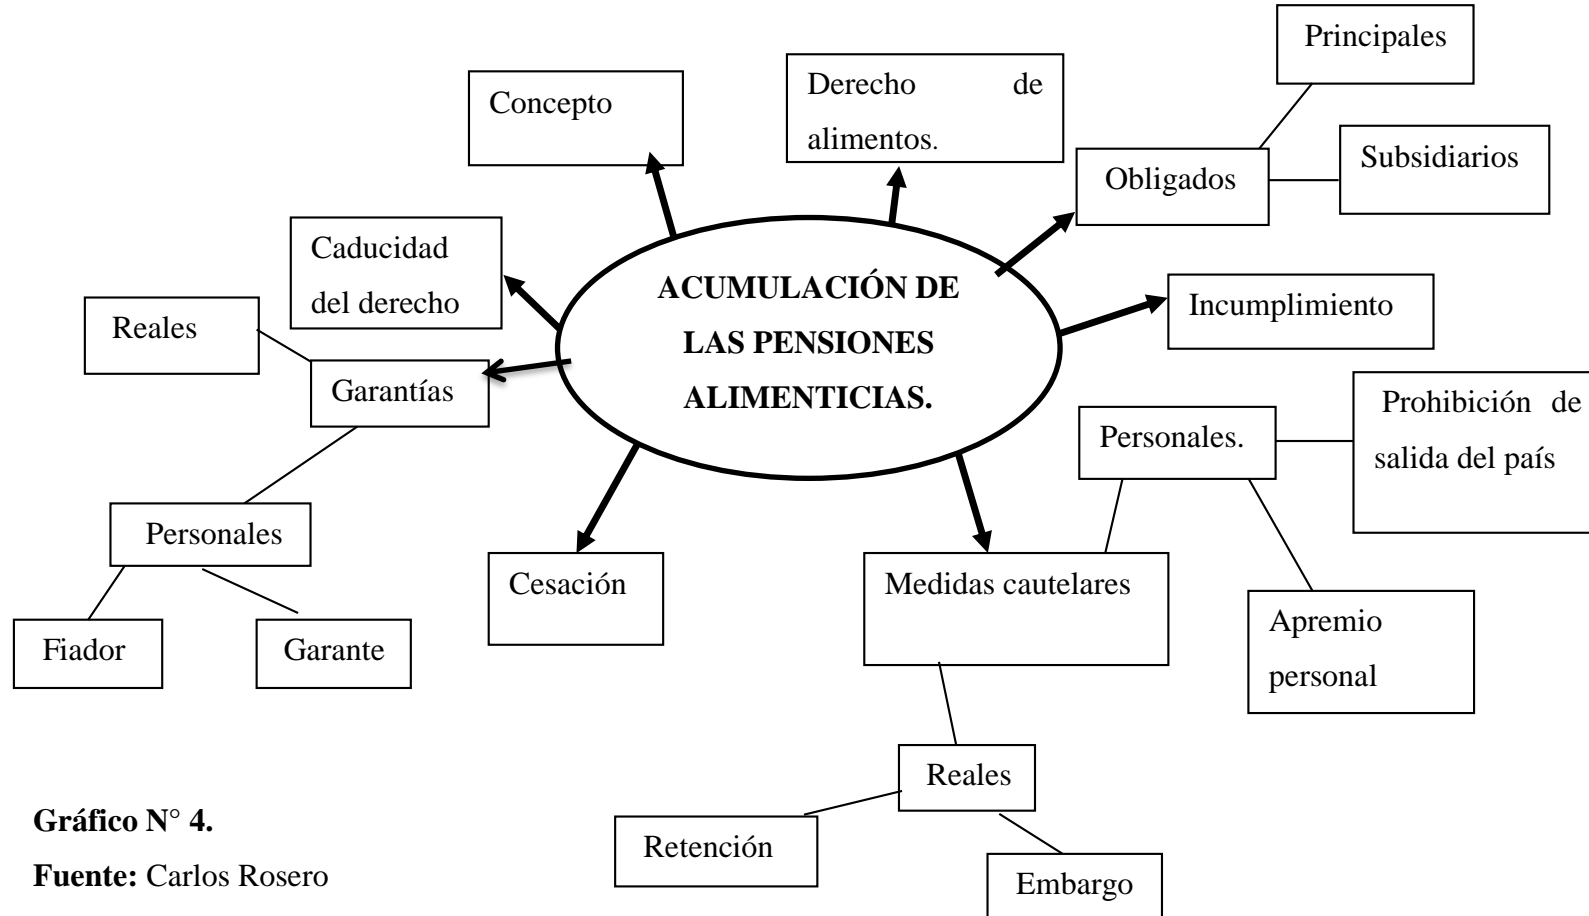 Principales
Derecho de
alimentos.
Concepto
Subsidiarios
Obligados
Caducidad
del derecho
ACUMULACIÓN DE
LAS PENSIONES
ALIMENTICIAS.
Incumplimiento
Reales
Garantías
Personales.
Prohibición de
salida del país
Personales
Cesación
Medidas cautelares
Fiador
Garante
Apremio
personal
Reales
Retención
Embargo
Gráfico N° 4.
Fuente: Carlos Rosero